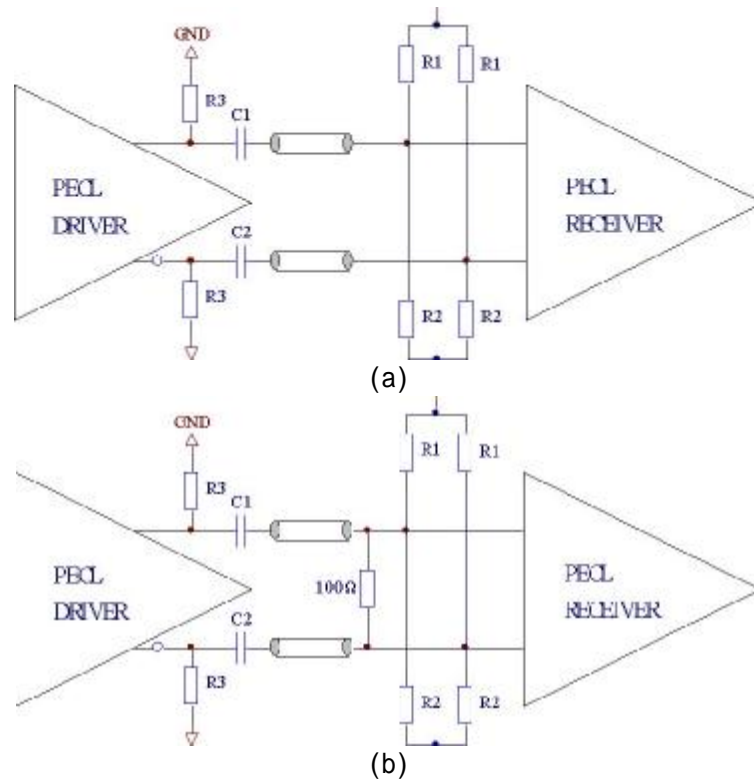 GND
R1 R1
R3
C1
PECL DRIVER
PECL RECEIVER
C2
R3
R2 R2
(a)
GND
R1 R1
R3
C1
100Ω
PECL DRIVER
PECL RECEIVER
C2
R3
R2 R2
(b)